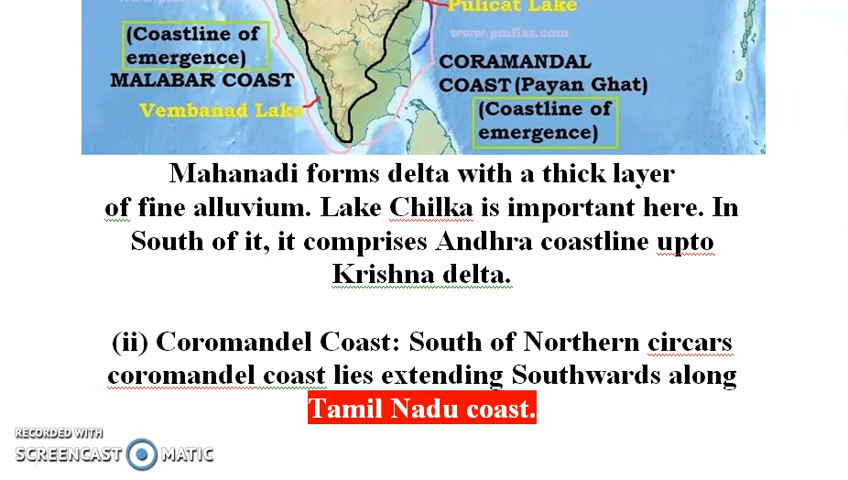 Pulicat Lake
www.pmfias.com
(Coastline of
emergence)
MALABAR COAST
Vembanad Lake
CORAMANDAL
COAST (Payan Ghat)
(Coastline of
emergence)
Mahanadi forms delta with a thick layer
of fine alluvium. Lake Chilka is important here. In
South of it, it comprises Andhra coastline upto
Krishna delta.
(ii) Coromandel Coast: South of Northern circars
coromandel coast lies extending Southwards along
Tamil Nadu coast.
RECORDED WITH
SCREENCAST MATIC